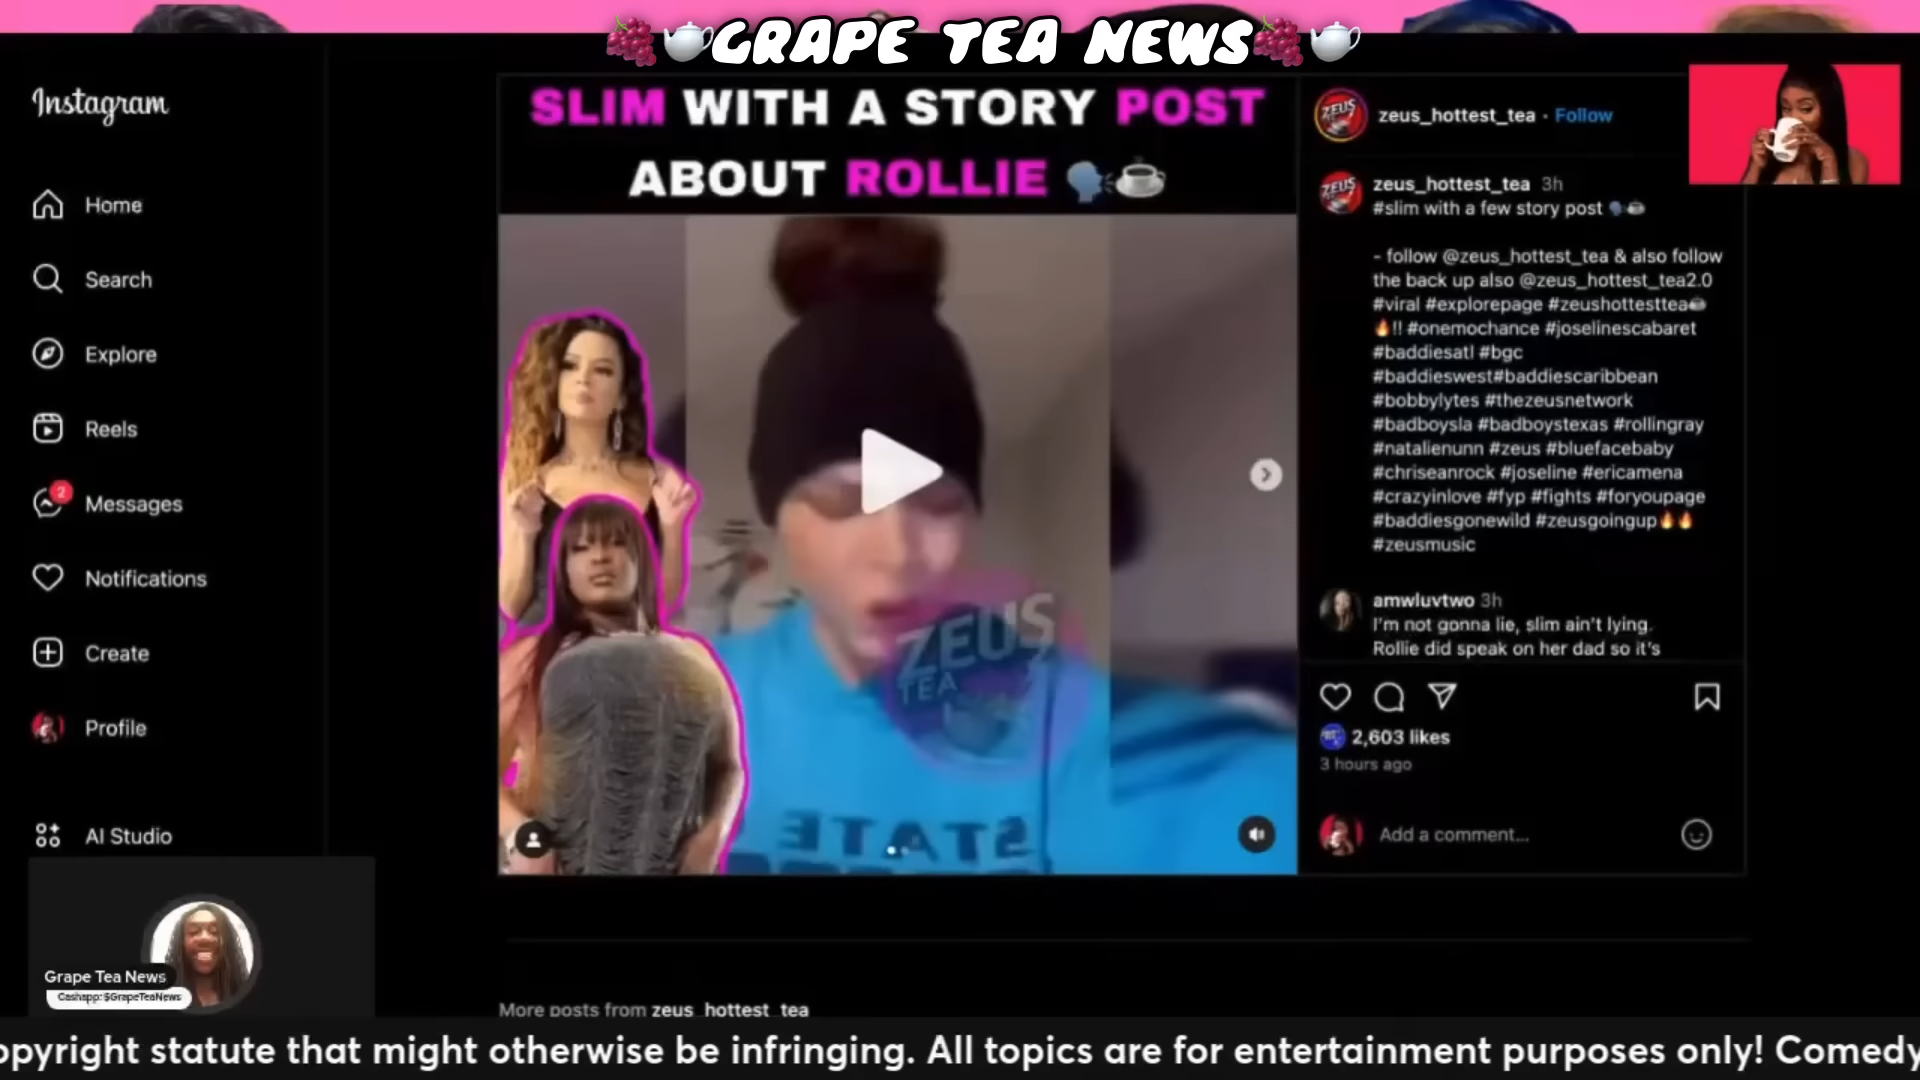 GRAPE TEA NEWS
Instagram
Home
Search
Explore
Reels
2
Messages
Notifications
Create
Profile
AI Studio
SLIM WITH A STORY POST
ABOUT ROLLIE
ZEUS
TEA
STATE
zeus_hottest_tea • Follow
ZEUS
zeus_hottest_tea 3h
#slim with a few story post 🗣️☕
- follow @zeus_hottest_tea & also follow
the back up also @zeus_hottest_tea2.0
#viral #explorepage #zeushottesttea☕
🔥!! #onemochance #joselinescabaret
#baddiesatl #bgc
#baddieswest#baddiescaribbean
#bobbylytes #thezeusnetwork
#badboysla #badboystexas #rollingray
#natalienunn #zeus #bluefacebaby
#chriseanrock #joseline #ericamena
#crazyinlove #fyp #fights #foryoupage
#baddiesgonewild #zeusgoingup🔥🔥
#zeusmusic
amwluvtwo 3h
I'm not gonna lie, slim ain't lying.
Rollie did speak on her dad so it's
2,603 likes
3 hours ago
Add a comment...
Grape Tea News
Cashapp: $GrapeTeaNews
More posts from zeus_hottest_tea
opyright statute that might otherwise be infringing. All topics are for entertainment purposes only! Comedy